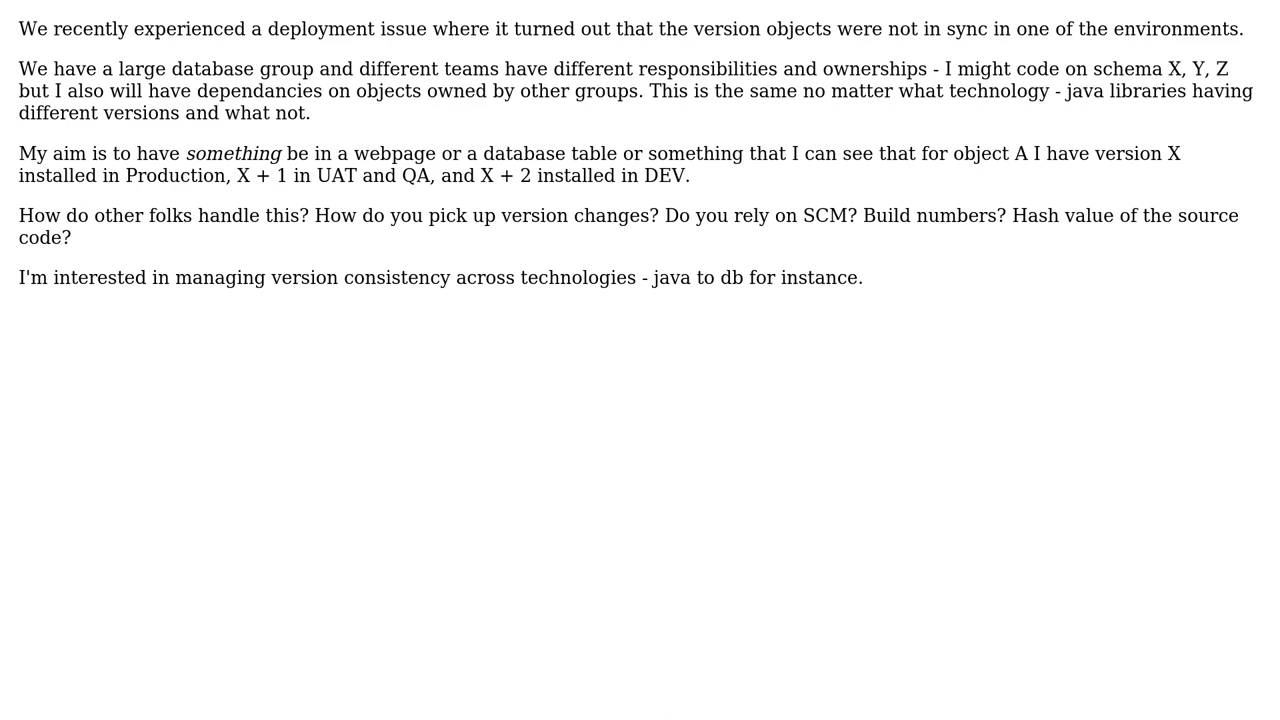 We recently experienced a deployment issue where it turned out that the version objects were not in sync in one of the environments.
We have a large database group and different teams have different responsibilities and ownerships - I might code on schema X, Y, Z
but I also will have dependancies on objects owned by other groups. This is the same no matter what technology - java libraries having
different versions and what not.
My aim is to have something be in a webpage or a database table or something that I can see that for object A I have version X
installed in Production, X + 1 in UAT and QA, and X + 2 installed in DEV.
How do other folks handle this? How do you pick up version changes? Do you rely on SCM? Build numbers? Hash value of the source
code?
I'm interested in managing version consistency across technologies - java to db for instance.